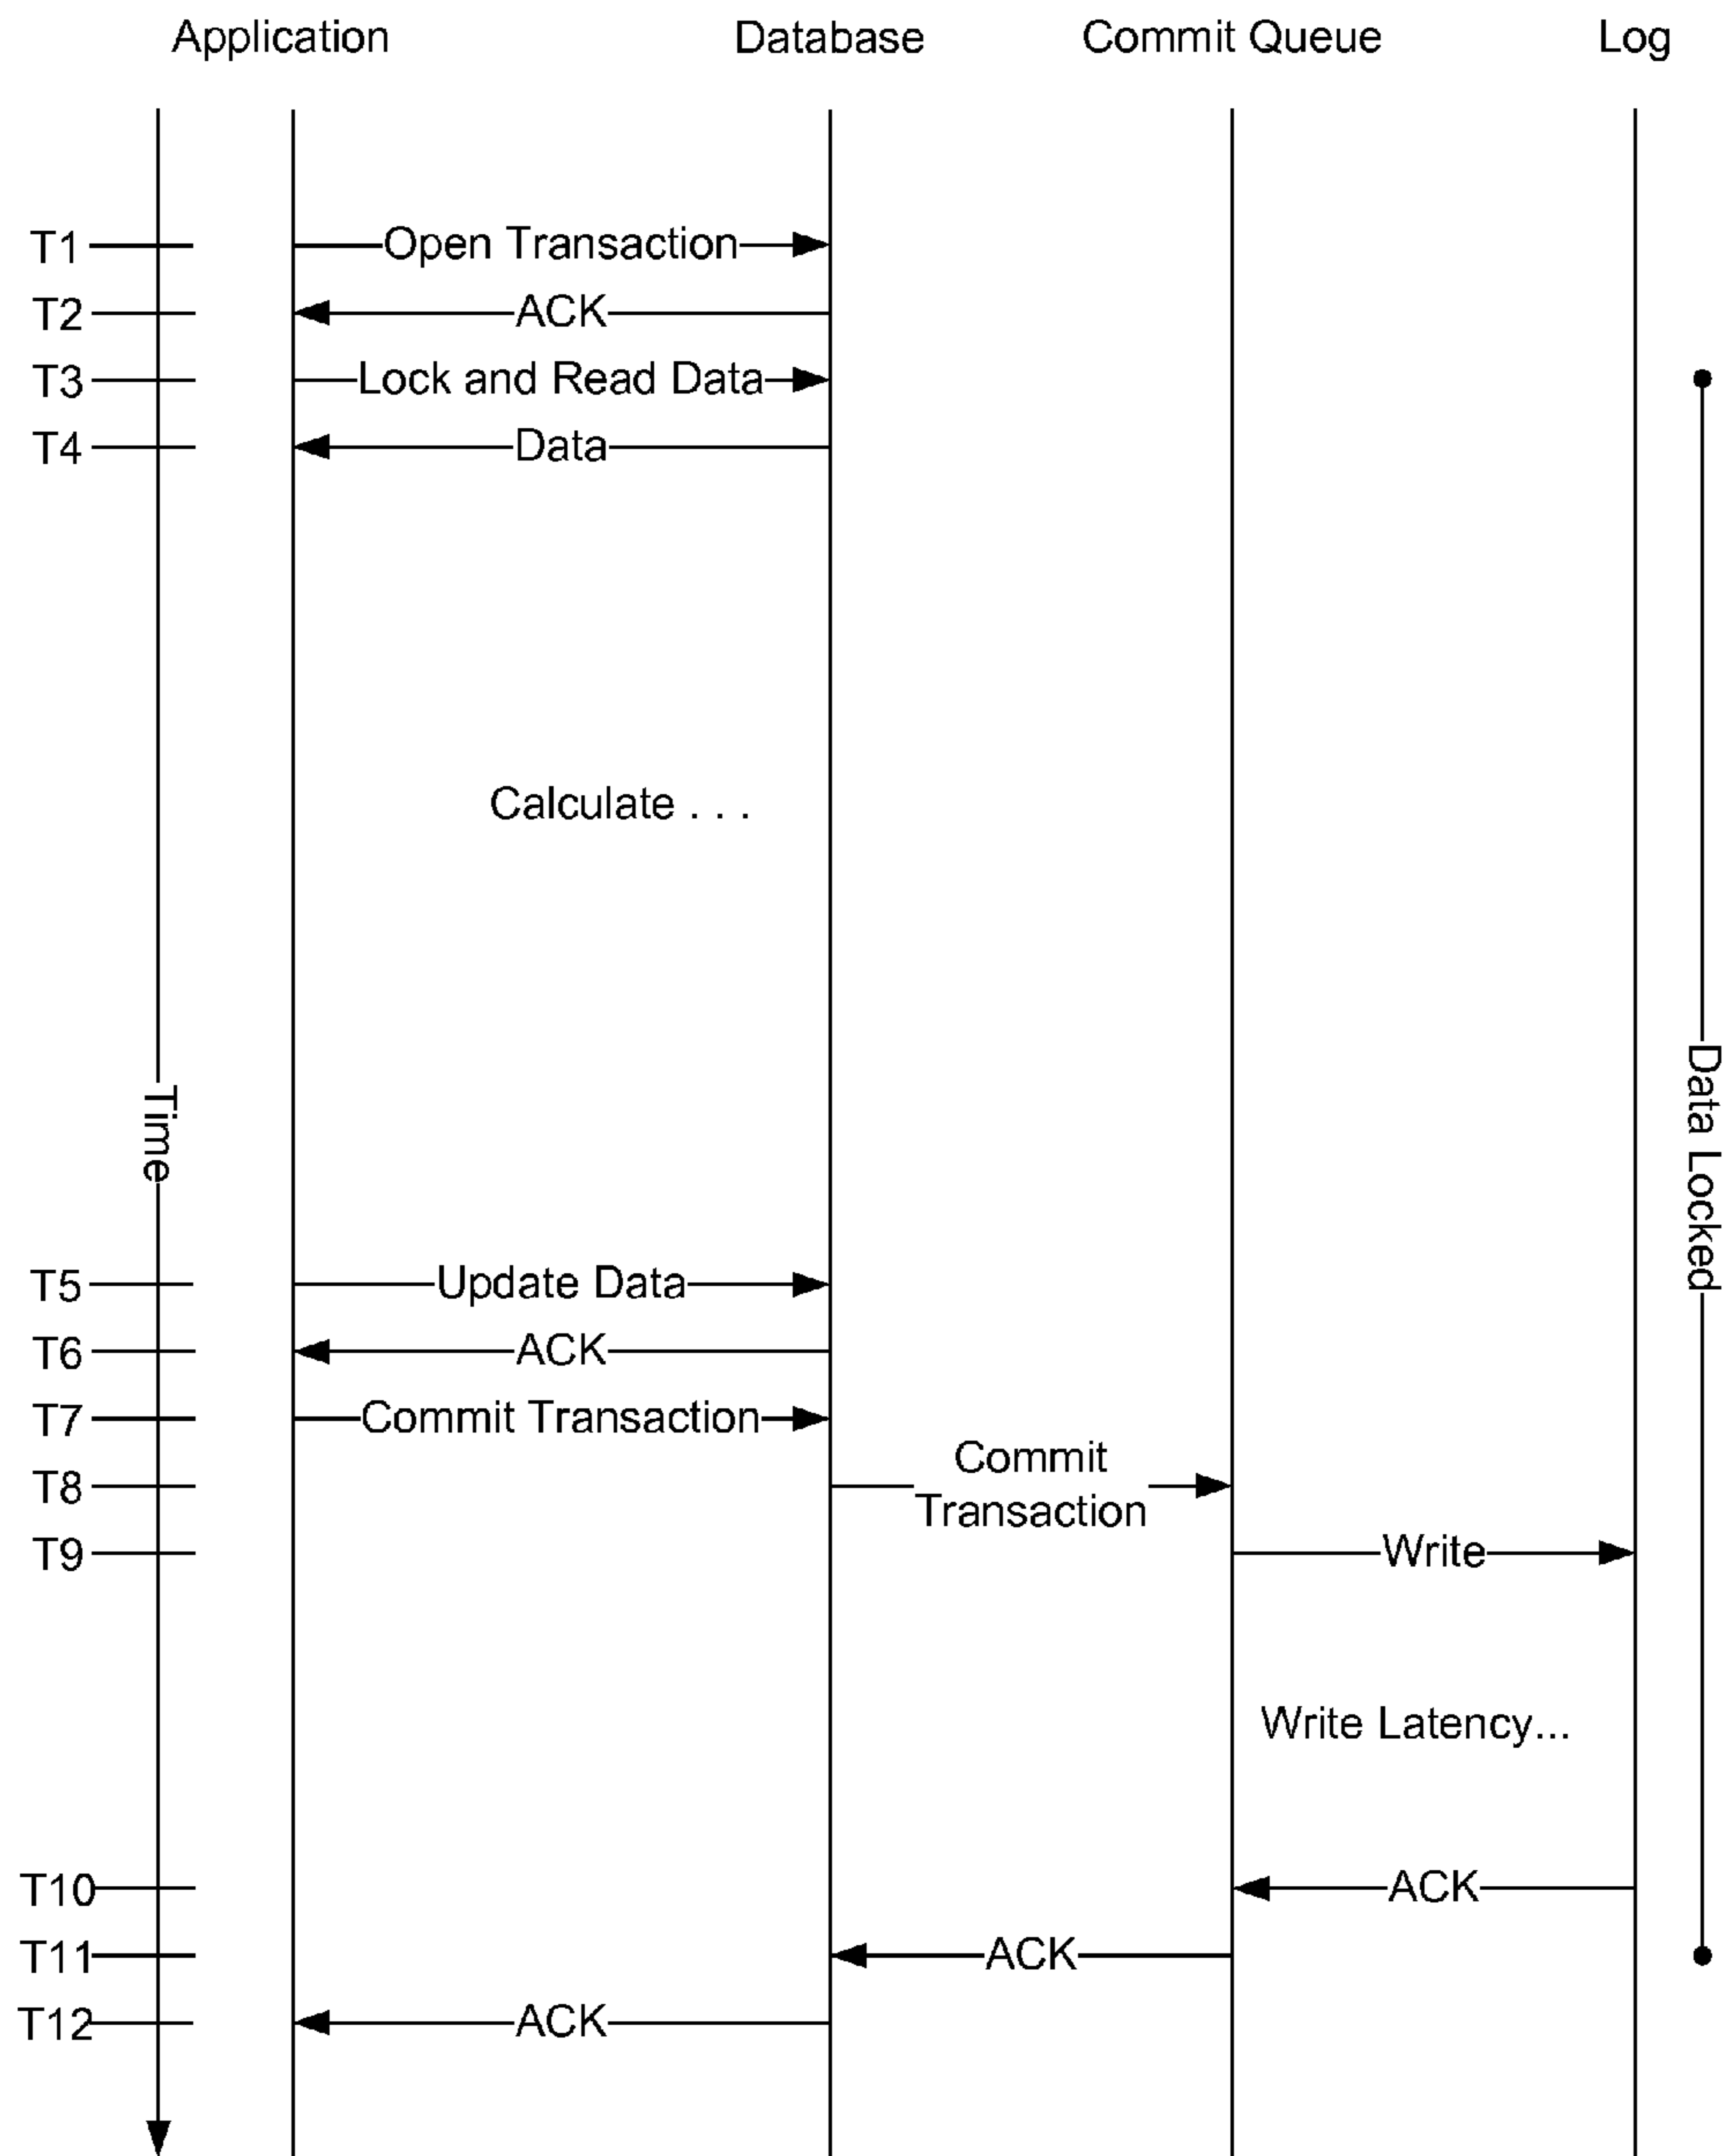 Application
Database
Commit Queue
Log
T1
Open Transaction
T2
ACK
T3
Lock and Read Data
T4
Data
Calculate . . .
Time
Data Locked
T5
Update Data
T6
ACK
T7
Commit Transaction
T8
Commit
Transaction
T9
Write
Write Latency...
T10
ACK
T11
ACK
T12
ACK